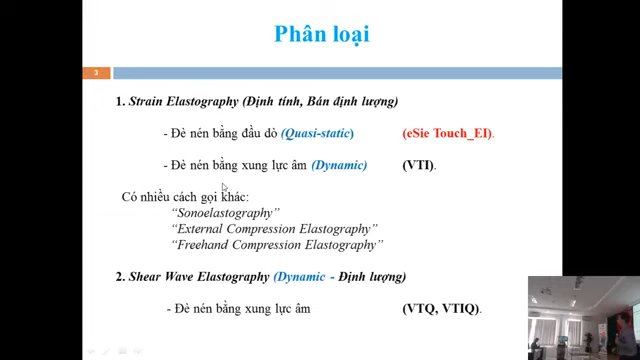 Phân loại
3
1. Strain Elastography (Định tính, Bán định lượng)
- Đè nén bằng đầu dò (Quasi-static) (eSie Touch_EI).
- Đè nén bằng xung lực âm (Dynamic) (VTI).
Có nhiều cách gọi khác:
“Sonoelastography”
“External Compression Elastography”
“Freehand Compression Elastography”
2. Shear Wave Elastography (Dynamic - Định lượng)
- Đè nén bằng xung lực âm (VTQ, VTIQ).